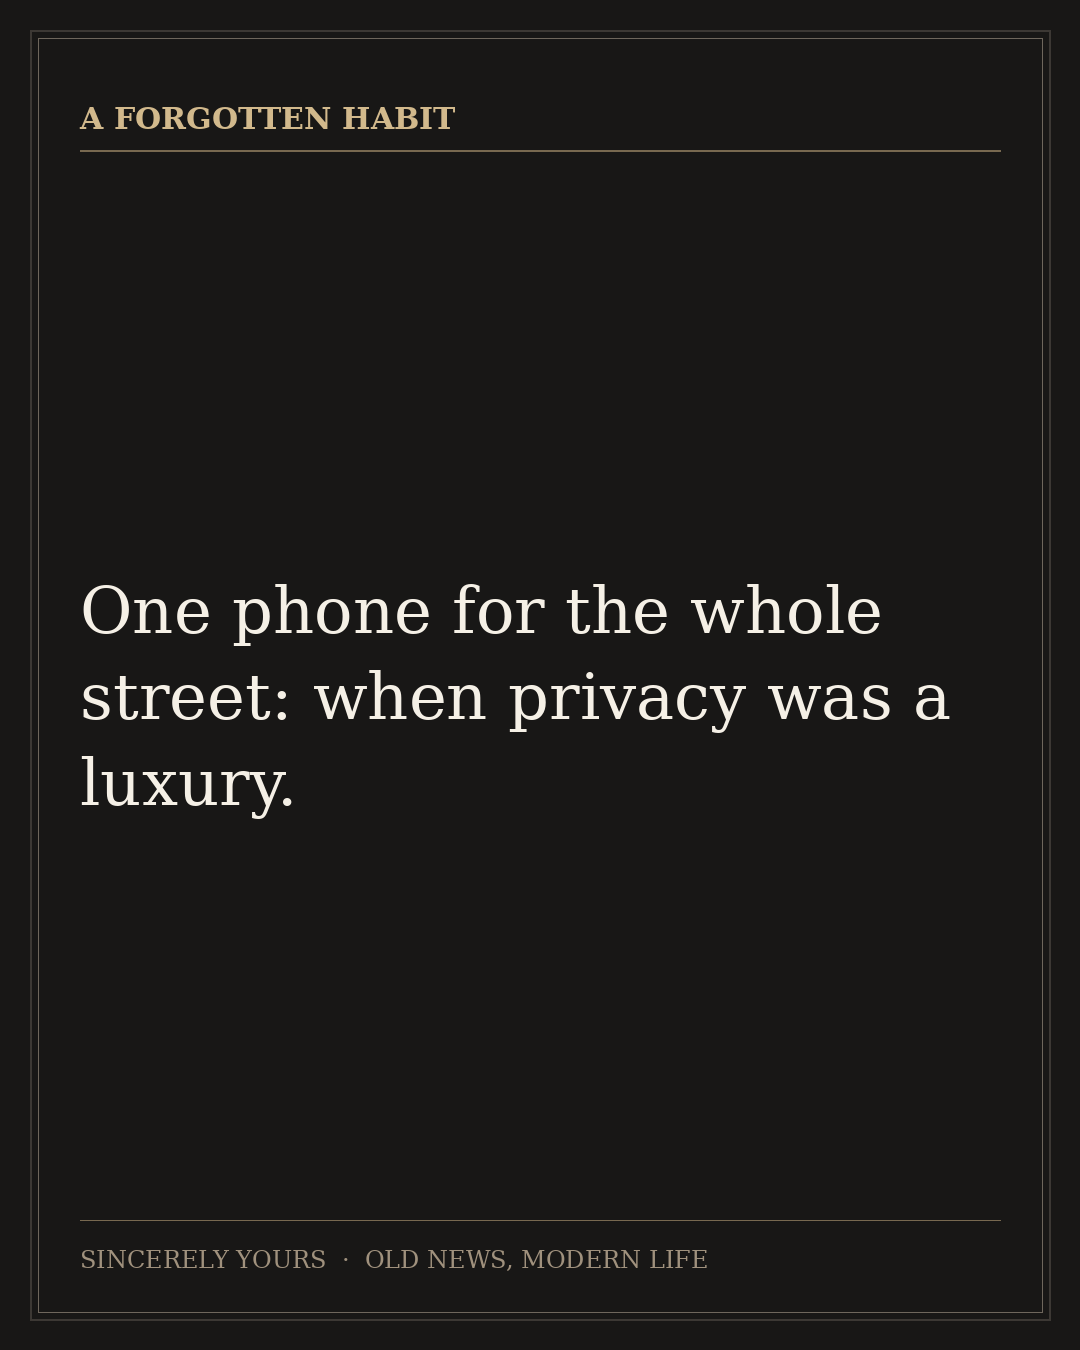 A FORGOTTEN HABIT
One phone for the whole
street: when privacy was a
luxury.
SINCERELY YOURS · OLD NEWS, MODERN LIFE